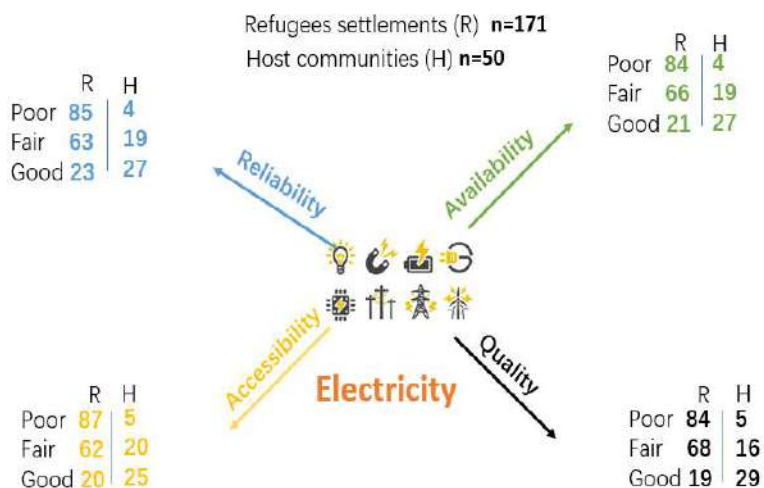 Refugees settlements (R) n=171
Host communities (H) n=50
R H
Poor 85 4
Fair 63 19
Good 23 27
Reliability
R H
Poor 84 4
Fair 66 19
Good 21 27
Availability
Accessibility
Electricity
Quality
R H
Poor 87 5
Fair 62 20
Good 20 25
R H
Poor 84 5
Fair 68 16
Good 19 29